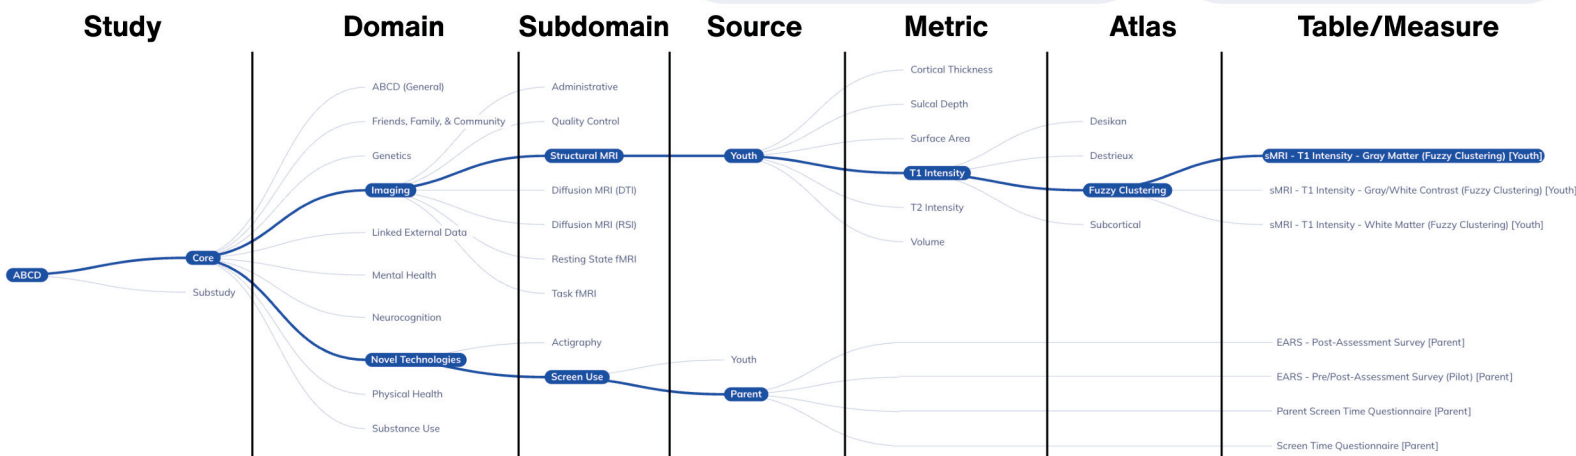 Study
Domain
Subdomain
Source
Metric
Atlas
Table/Measure
ABCD
Core
Substudy
ABCD (General)
Friends, Family, & Community
Genetics
Imaging
Linked External Data
Mental Health
Neurocognition
Novel Technologies
Physical Health
Substance Use
Administrative
Quality Control
Structural MRI
Diffusion MRI (DTI)
Diffusion MRI (RSI)
Resting State fMRI
Task fMRI
Actigraphy
Screen Use
Youth
Youth
Parent
Cortical Thickness
Sulcal Depth
Surface Area
T1 Intensity
T2 Intensity
Volume
Desikan
Destrieux
Fuzzy Clustering
Subcortical
sMRI - T1 Intensity - Gray Matter (Fuzzy Clustering) [Youth]
sMRI - T1 Intensity - Gray/White Contrast (Fuzzy Clustering) [Youth]
sMRI - T1 Intensity - White Matter (Fuzzy Clustering) [Youth]
EARS - Post-Assessment Survey [Parent]
EARS - Pre/Post-Assessment Survey (Pilot) [Parent]
Parent Screen Time Questionnaire [Parent]
Screen Time Questionnaire [Parent]